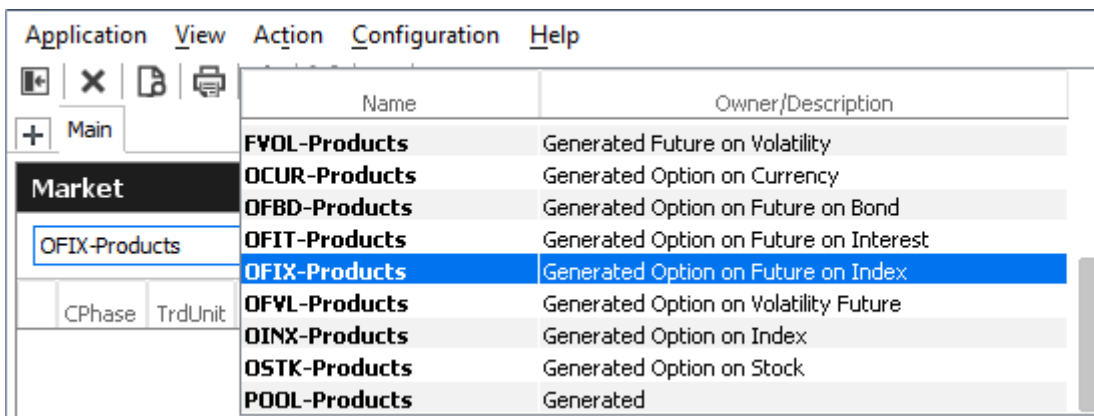 Application View Action Configuration Help
Name Owner/Description
+ Main
FVOL-Products Generated Future on Volatility
OCUR-Products Generated Option on Currency
Market
OFBD-Products Generated Option on Future on Bond
OFIX-Products
OFIT-Products Generated Option on Future on Interest
OFIX-Products Generated Option on Future on Index
CPhase TrdUnit
OFVL-Products Generated Option on Volatility Future
OINX-Products Generated Option on Index
OSTK-Products Generated Option on Stock
POOL-Products Generated